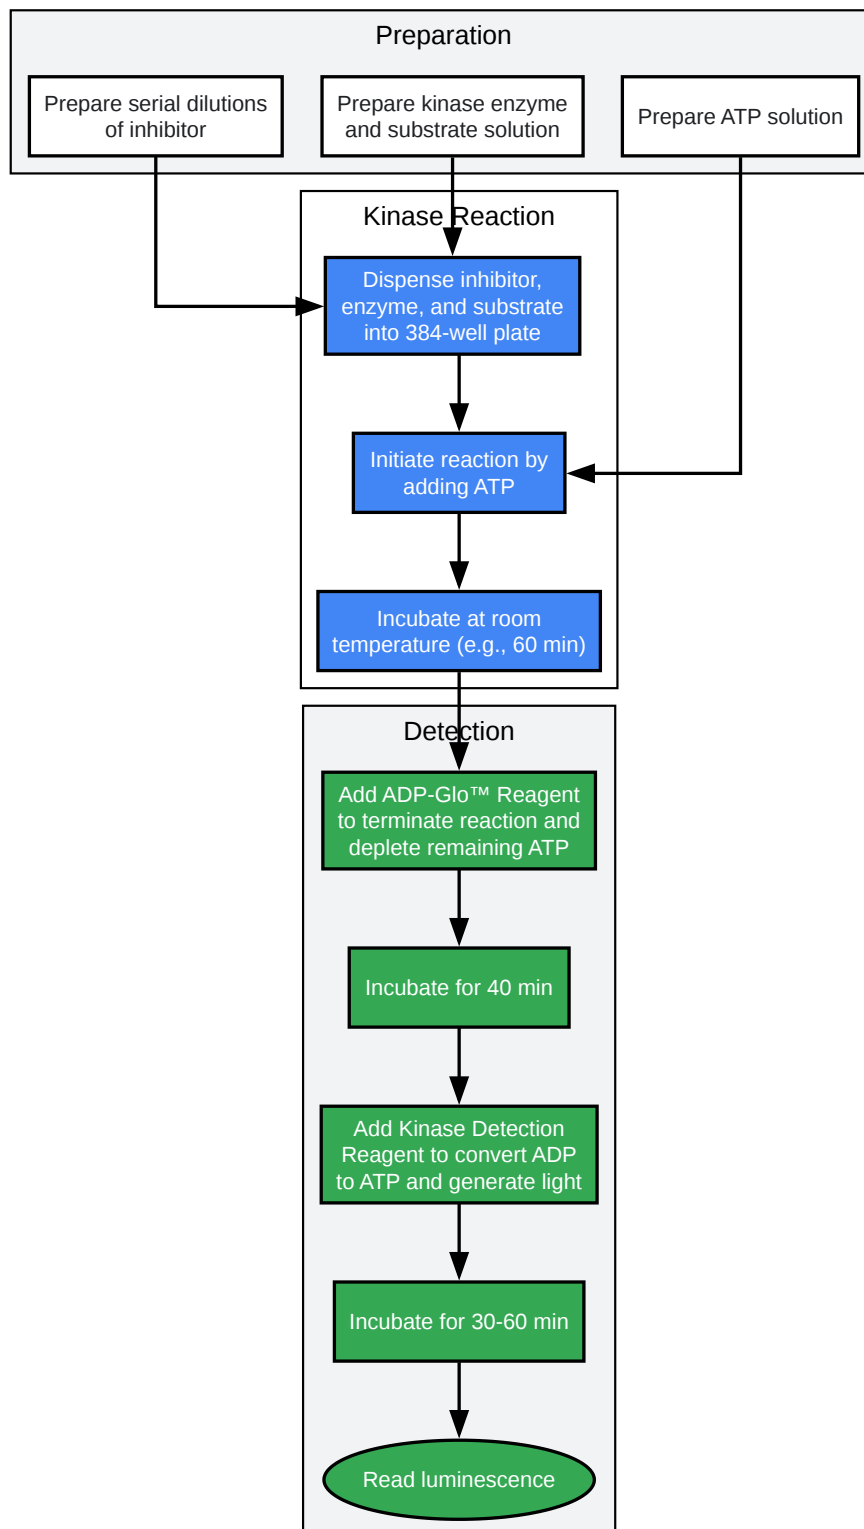 Preparation
Prepare serial dilutions
of inhibitor
Prepare kinase enzyme
and substrate solution
Prepare ATP solution
Kinase Reaction
Dispense inhibitor,
enzyme, and substrate
into 384-well plate
Initiate reaction by
adding ATP
Incubate at room
temperature (e.g., 60 min)
Detection
Add ADP-Glo™ Reagent
to terminate reaction and
deplete remaining ATP
Incubate for 40 min
Add Kinase Detection
Reagent to convert ADP
to ATP and generate light
Incubate for 30-60 min
Read luminescence